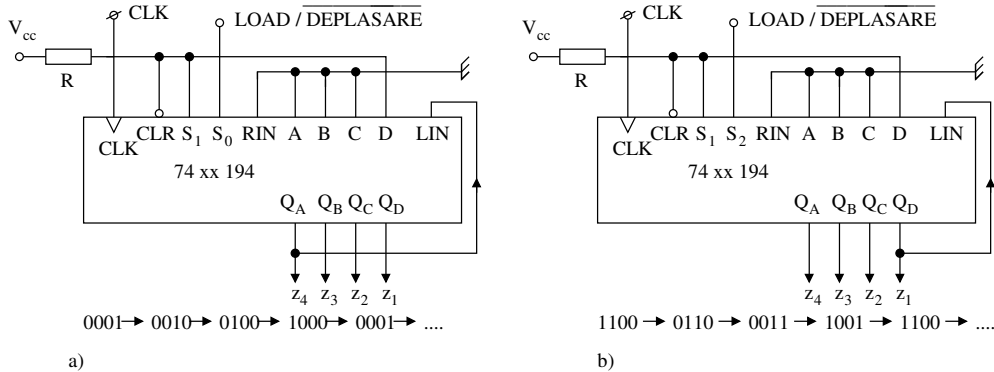 CLK
LOAD / DEPLASARE
V_cc
R
CLR S_1 S_0 RIN A B C D LIN
CLK
74 xx 194
Q_A Q_B Q_C Q_D
z_4 z_3 z_2 z_1
0001 → 0010 → 0100 → 1000 → 0001 → ....
a)
CLK
LOAD / DEPLASARE
V_cc
R
CLR S_1 S_2 RIN A B C D LIN
CLK
74 xx 194
Q_A Q_B Q_C Q_D
z_4 z_3 z_2 z_1
1100 → 0110 → 0011 → 1001 → 1100 → ....
b)